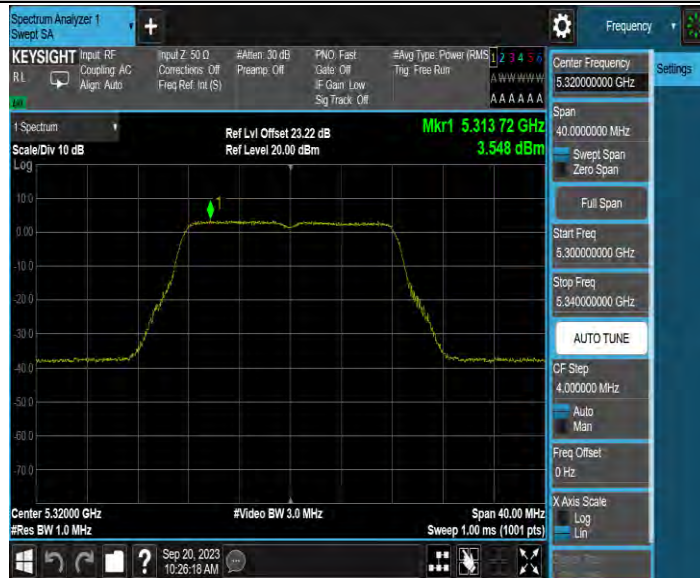 Spectrum Analyzer 1
Swept SA
+
Frequency
KEYSIGHT
RL
Input: RF
Coupling: AC
Align: Auto
Input Z: 50 Ω
Corrections: Off
Freq Ref: Int (S)
#Atten: 30 dB
Preamp: Off
PNO: Fast
Gate: Off
IF Gain: Low
Sig Track: Off
#Avg Type: Power (RMS
Trig: Free Run
1 2 3 4 5 6
A W W W W W
A A A A A A
1 Spectrum
Scale/Div 10 dB
Ref Lvl Offset 23.22 dB
Ref Level 20.00 dBm
Mkr1 5.313 72 GHz
3.548 dBm
Log
10.0
0.00
-10.0
-20.0
-30.0
-40.0
-50.0
-60.0
-70.0
1
Center 5.32000 GHz
#Res BW 1.0 MHz
#Video BW 3.0 MHz
Span 40.00 MHz
Sweep 1.00 ms (1001 pts)
?
Sep 20, 2023
10:26:18 AM
Center Frequency
5.320000000 GHz
Settings
Span
40.0000000 MHz
Swept Span
Zero Span
Full Span
Start Freq
5.300000000 GHz
Stop Freq
5.340000000 GHz
AUTO TUNE
CF Step
4.000000 MHz
Auto
Man
Freq Offset
0 Hz
X Axis Scale
Log
Lin